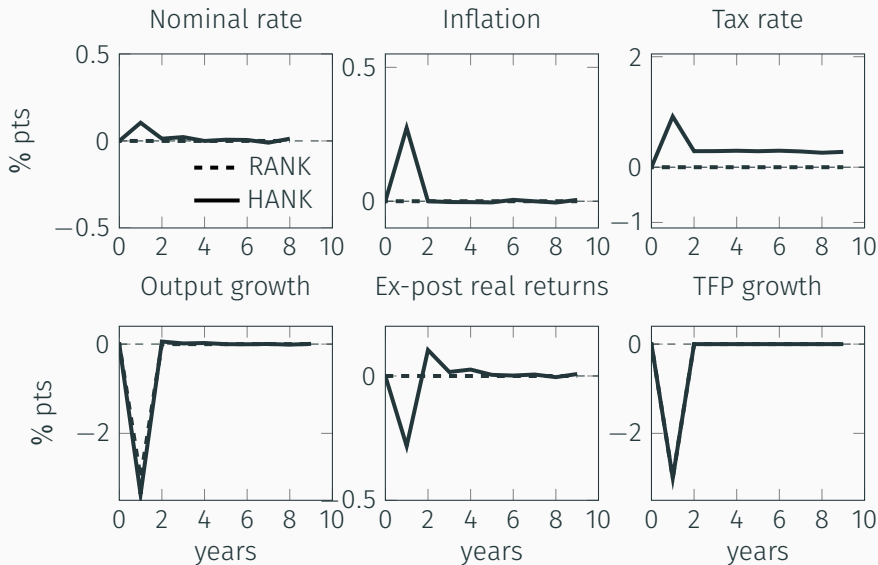 Nominal rate
Inflation
Tax rate
0.5
0
−0.5
% pts
RANK
HANK
0 2 4 6 8 10
0.5
0
0 2 4 6 8 10
2
0
−1
0 2 4 6 8 10
Output growth
Ex-post real returns
TFP growth
0
−2
% pts
0 2 4 6 8 10
years
0
−0.5
0 2 4 6 8 10
years
0
−2
0 2 4 6 8 10
years